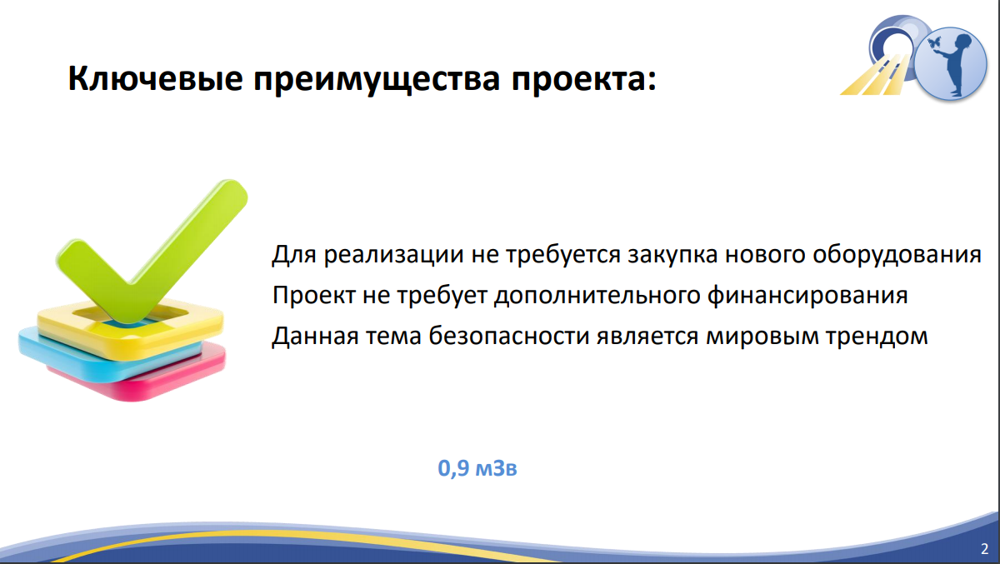 Ключевые преимущества проекта:
Для реализации не требуется закупка нового оборудования
Проект не требует дополнительного финансирования
Данная тема безопасности является мировым трендом
0,9 мЗв
2